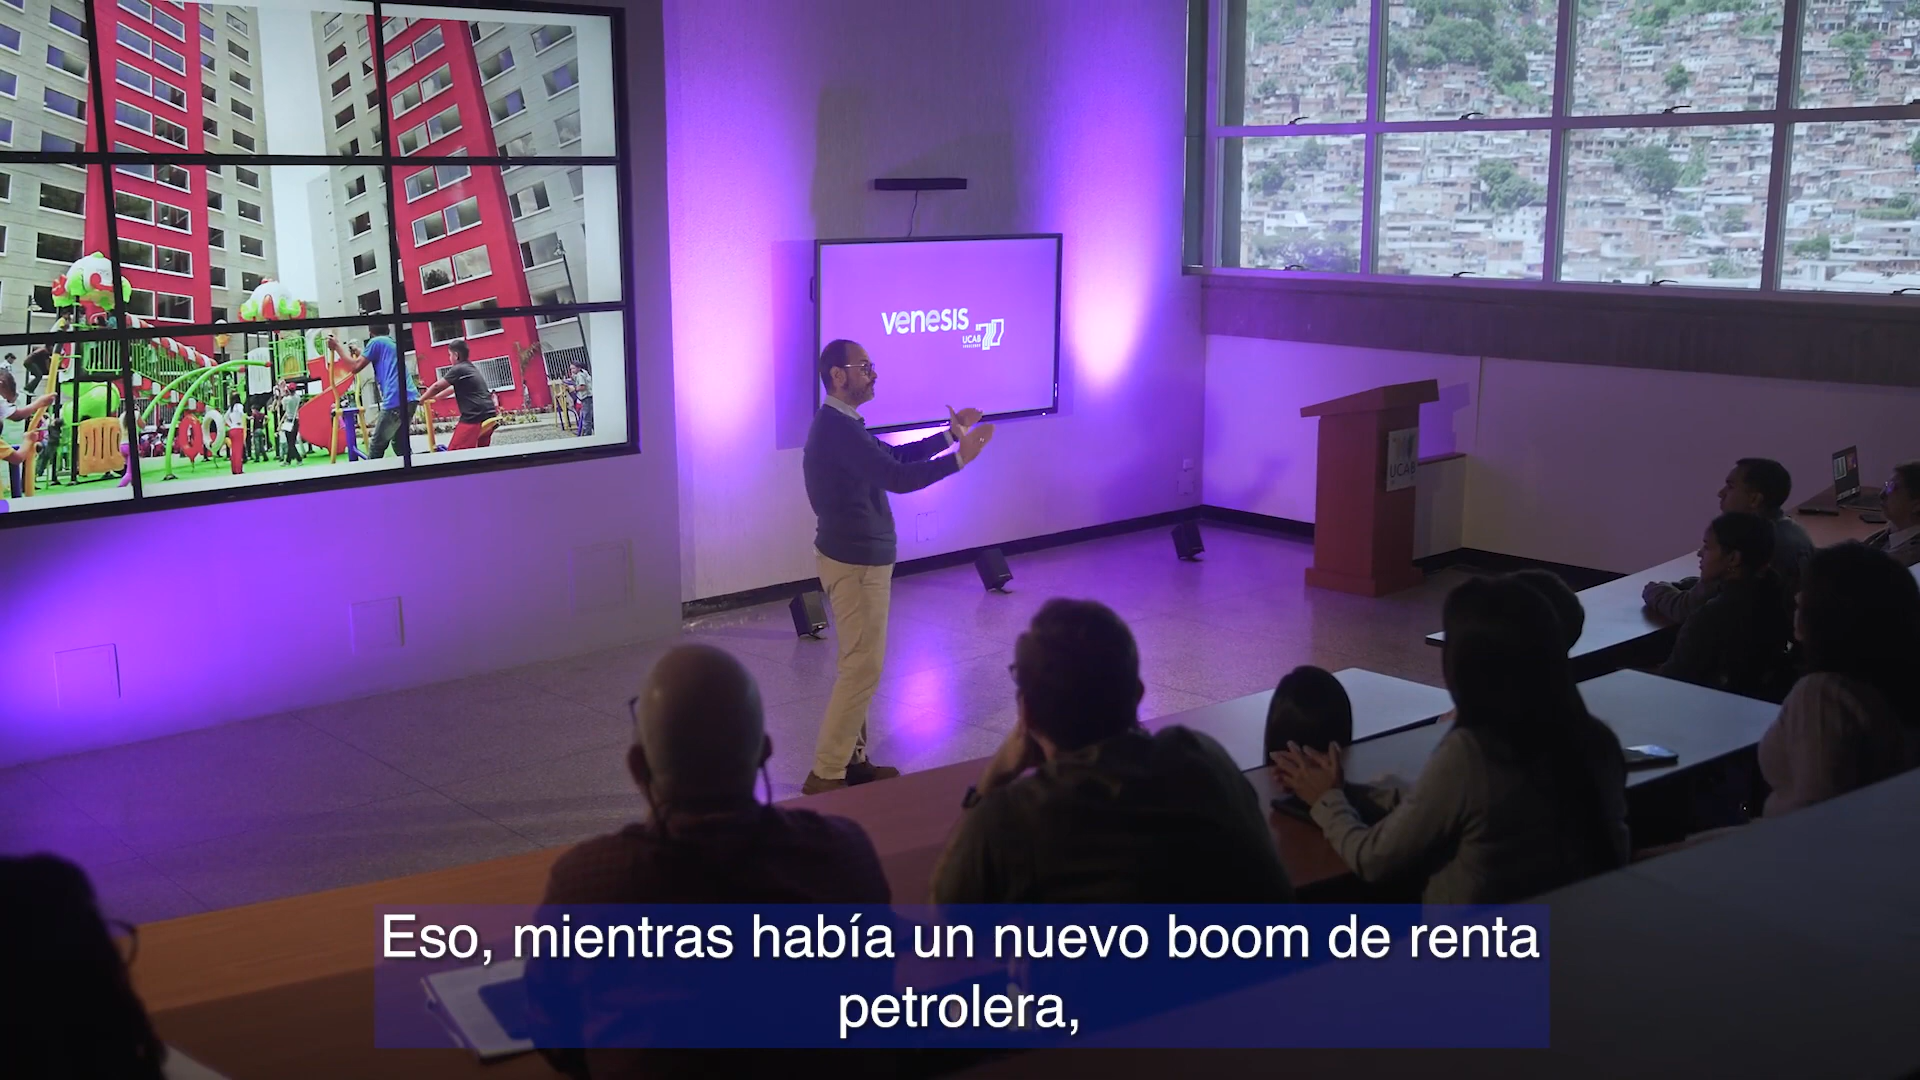 venesis
UCAB
UCAB
Eso, mientras había un nuevo boom de renta
petrolera,